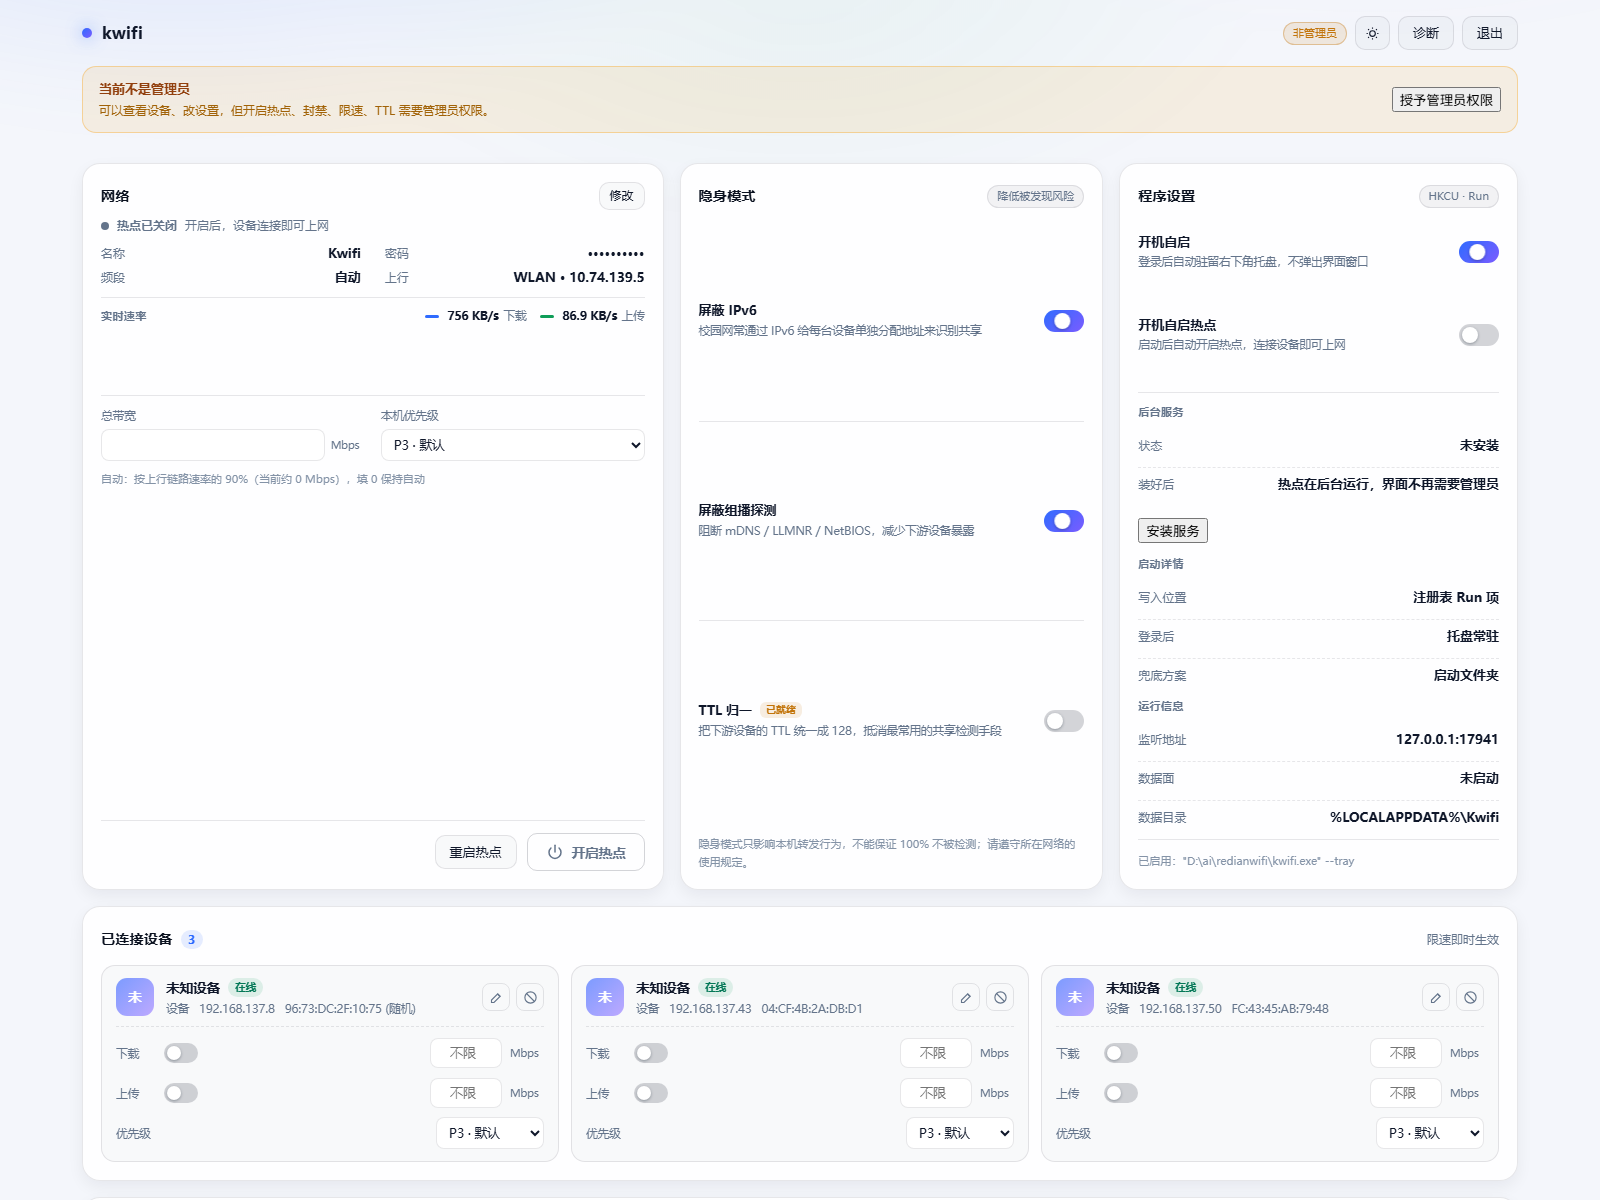 kwifi
非管理员
诊断
退出
当前不是管理员
可以查看设备、改设置，但开启热点、封禁、限速、TTL 需要管理员权限。
授予管理员权限
网络
修改
热点已关闭 开启后，设备连接即可上网
名称 Kwifi 密码 ••••••••••
频段 自动 上行 WLAN • 10.74.139.5
实时速率 756 KB/s 下载 86.9 KB/s 上传
总带宽 本机优先级
Mbps P3 · 默认
自动：按上行链路速率的 90%（当前约 0 Mbps），填 0 保持自动
重启热点 开启热点
隐身模式 降低被发现风险
屏蔽 IPv6
校园网常通过 IPv6 给每台设备单独分配地址来识别共享
屏蔽组播探测
阻断 mDNS / LLMNR / NetBIOS，减少下游设备暴露
TTL 归一 已就绪
把下游设备的 TTL 统一成 128，抵消最常用的共享检测手段
隐身模式只影响本机转发行为，不能保证 100% 不被检测；请遵守所在网络的
使用规定。
程序设置 HKCU · Run
开机自启
登录后自动驻留右下角托盘，不弹出界面窗口
开机自启热点
启动后自动开启热点，连接设备即可上网
后台服务
状态 未安装
装好后 热点在后台运行，界面不再需要管理员
安装服务
启动详情
写入位置 注册表 Run 项
登录后 托盘常驻
兜底方案 启动文件夹
运行信息
监听地址 127.0.0.1:17941
数据面 未启动
数据目录 %LOCALAPPDATA%\Kwifi
已启用："D:\ai\redianwifi\kwifi.exe" --tray
已连接设备 3 限速即时生效
未 未知设备 在线
设备 192.168.137.8 96:73:DC:2F:10:75 (随机)
下载 不限 Mbps
上传 不限 Mbps
优先级 P3 · 默认
未 未知设备 在线
设备 192.168.137.43 04:CF:4B:2A:DB:D1
下载 不限 Mbps
上传 不限 Mbps
优先级 P3 · 默认
未 未知设备 在线
设备 192.168.137.50 FC:43:45:AB:79:48
下载 不限 Mbps
上传 不限 Mbps
优先级 P3 · 默认